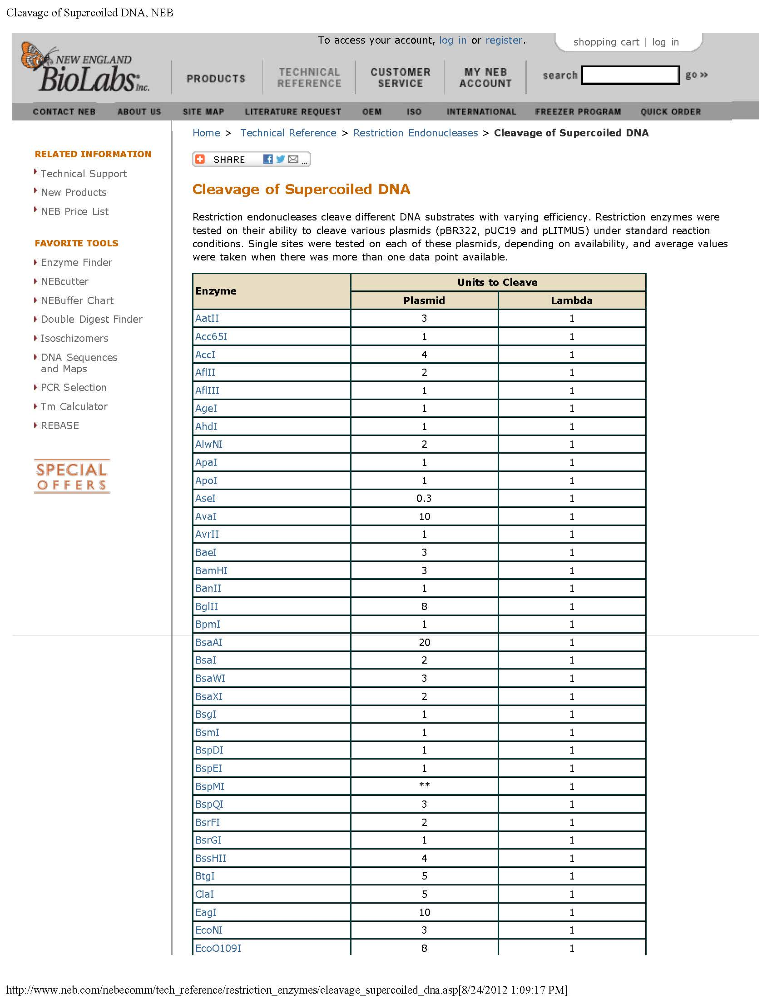 Cleavage of Supercoiled DNA, NEB
To access your account, log in or register.
shopping cart | log in
NEW ENGLAND
BioLabs® Inc.
PRODUCTS
TECHNICAL REFERENCE
CUSTOMER SERVICE
MY NEB ACCOUNT
search
go »
CONTACT NEB ABOUT US SITE MAP LITERATURE REQUEST OEM ISO INTERNATIONAL FREEZER PROGRAM QUICK ORDER
Home > Technical Reference > Restriction Endonucleases > Cleavage of Supercoiled DNA
RELATED INFORMATION
Technical Support
New Products
NEB Price List
FAVORITE TOOLS
Enzyme Finder
NEBcutter
NEBuffer Chart
Double Digest Finder
Isoschizomers
DNA Sequences
and Maps
PCR Selection
Tm Calculator
REBASE
SPECIAL
OFFERS
SHARE ...
Cleavage of Supercoiled DNA
Restriction endonucleases cleave different DNA substrates with varying efficiency. Restriction enzymes were
tested on their ability to cleave various plasmids (pBR322, pUC19 and pLITMUS) under standard reaction
conditions. Single sites were tested on each of these plasmids, depending on availability, and average values
were taken when there was more than one data point available.
Enzyme Units to Cleave
Plasmid Lambda
AatII 3 1
Acc65I 1 1
AccI 4 1
AflII 2 1
AflIII 1 1
AgeI 1 1
AhdI 1 1
AlwNI 2 1
ApaI 1 1
ApoI 1 1
AseI 0.3 1
AvaI 10 1
AvrII 1 1
BaeI 3 1
BamHI 3 1
BanII 1 1
BglII 8 1
BpmI 1 1
BsaAI 20 1
BsaI 2 1
BsaWI 3 1
BsaXI 2 1
BsgI 1 1
BsmI 1 1
BspDI 1 1
BspEI 1 1
BspMI ** 1
BspQI 3 1
BsrFI 2 1
BsrGI 1 1
BssHII 4 1
BtgI 5 1
ClaI 5 1
EagI 10 1
EcoNI 3 1
EcoO109I 8 1
http://www.neb.com/nebecomm/tech_reference/restriction_enzymes/cleavage_supercoiled_dna.asp[8/24/2012 1:09:17 PM]